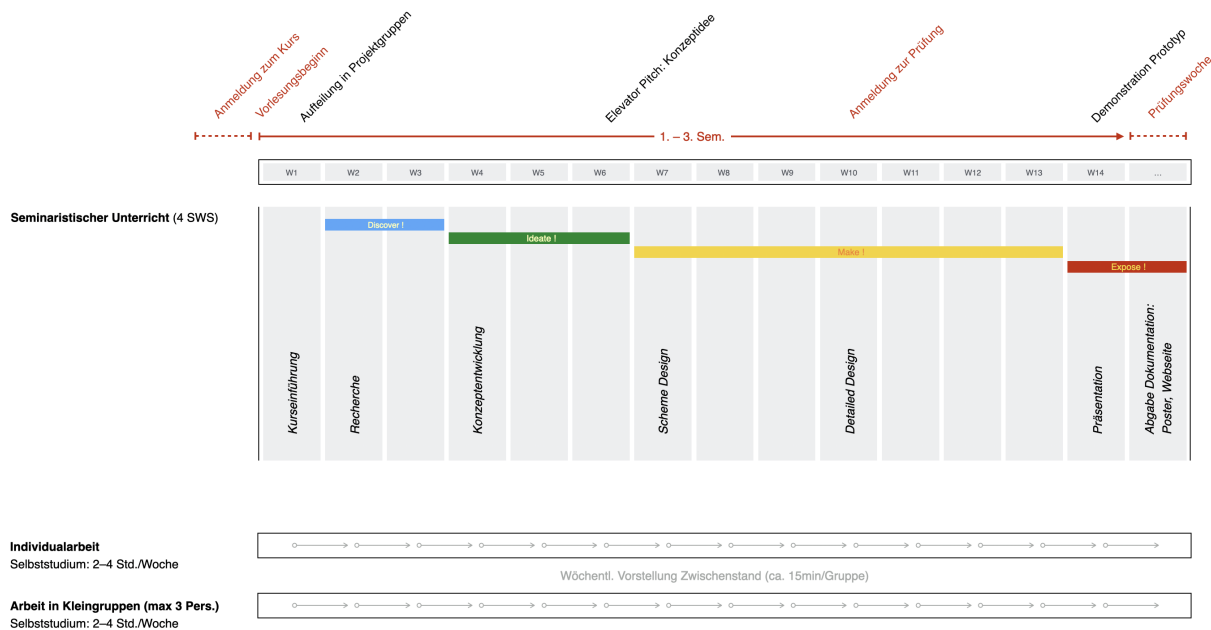 Anmeldung zum Kurs
Vorlesungsbeginn
Aufteilung in Projektgruppen
Elevator Pitch: Konzeptidee
Anmeldung zur Prüfung
Demonstration Prototyp
Prüfungswoche
1. – 3. Sem.
W1 W2 W3 W4 W5 W6 W7 W8 W9 W10 W11 W12 W13 W14 ...
Seminaristischer Unterricht (4 SWS)
Discover !
Ideate !
Make !
Expose !
Kurseinführung
Recherche
Konzeptentwicklung
Scheme Design
Detailed Design
Präsentation
Abgabe Dokumentation:
Poster, Webseite
Individualarbeit
Selbststudium: 2–4 Std./Woche
Wöchentl. Vorstellung Zwischenstand (ca. 15min/Gruppe)
Arbeit in Kleingruppen (max 3 Pers.)
Selbststudium: 2–4 Std./Woche